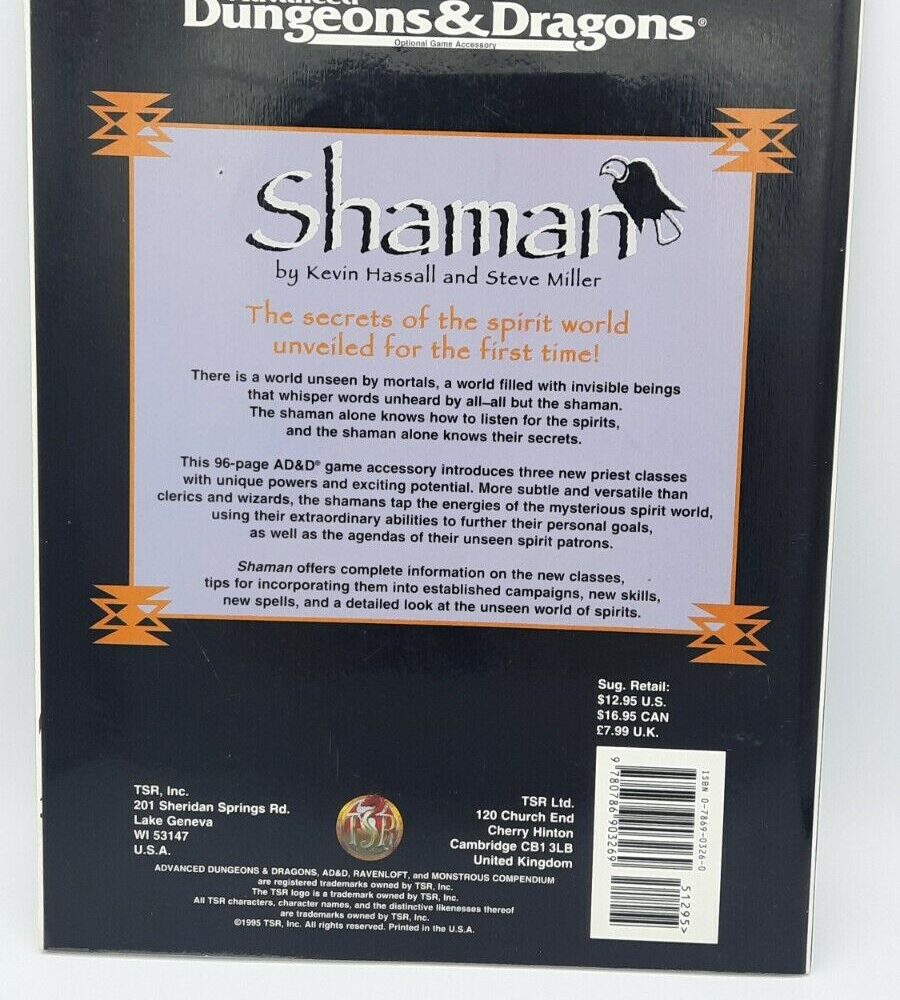 Advanced
Dungeons & Dragons®
Optional Game Accessory
Shaman
by Kevin Hassall and Steve Miller
The secrets of the spirit world
unveiled for the first time!
There is a world unseen by mortals, a world filled with invisible beings
that whisper words unheard by all–all but the shaman.
The shaman alone knows how to listen for the spirits,
and the shaman alone knows their secrets.
This 96-page AD&D® game accessory introduces three new priest classes
with unique powers and exciting potential. More subtle and versatile than
clerics and wizards, the shamans tap the energies of the mysterious spirit world,
using their extraordinary abilities to further their personal goals,
as well as the agendas of their unseen spirit patrons.
Shaman offers complete information on the new classes,
tips for incorporating them into established campaigns, new skills,
new spells, and a detailed look at the unseen world of spirits.
Sug. Retail:
$12.95 U.S.
$16.95 CAN
£7.99 U.K.
TSR, Inc.
201 Sheridan Springs Rd.
Lake Geneva
WI 53147
U.S.A.
TSR
TSR Ltd.
120 Church End
Cherry Hinton
Cambridge CB1 3LB
United Kingdom
ISBN 0-7869-0326-0
9 780786 903269
51295>
ADVANCED DUNGEONS & DRAGONS, AD&D, RAVENLOFT, and MONSTROUS COMPENDIUM
are registered trademarks owned by TSR, Inc.
The TSR logo is a trademark owned by TSR, Inc.
All TSR characters, character names, and the distinctive likenesses thereof
are trademarks owned by TSR, Inc.
©1995 TSR, Inc. All rights reserved. Printed in the U.S.A.